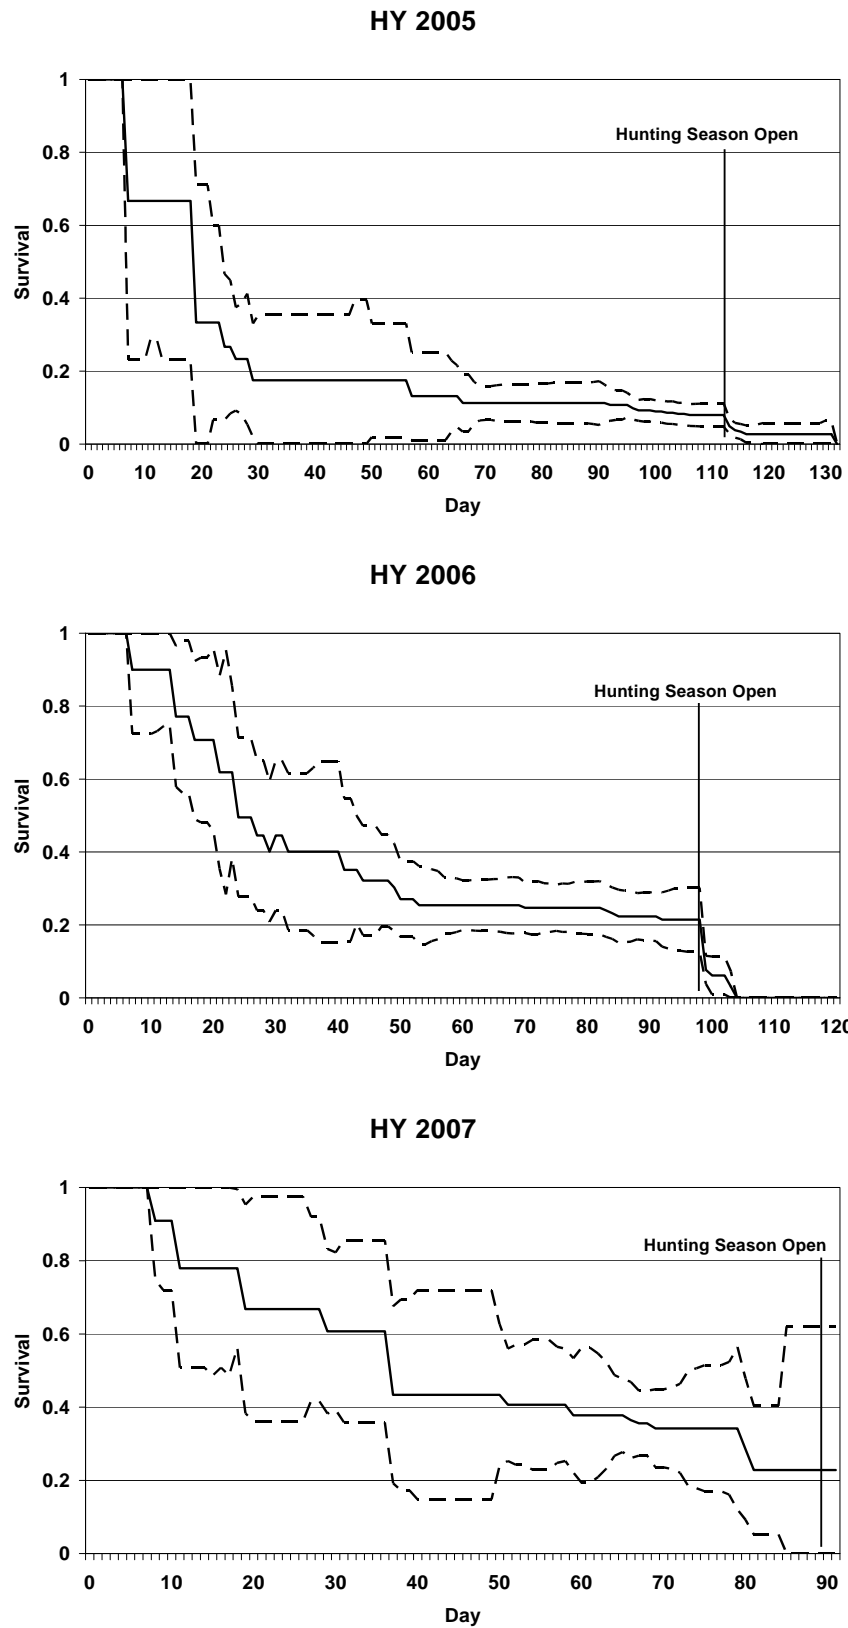 HY 2005
1
Hunting Season Open
0.8
0.6
Survival
0.4
0.2
0
0 10 20 30 40 50 60 70 80 90 100 110 120 130
Day
HY 2006
1
Hunting Season Open
0.8
0.6
Survival
0.4
0.2
0
0 10 20 30 40 50 60 70 80 90 100 110 120
Day
HY 2007
1
Hunting Season Open
0.8
0.6
Survival
0.4
0.2
0
0 10 20 30 40 50 60 70 80 90
Day